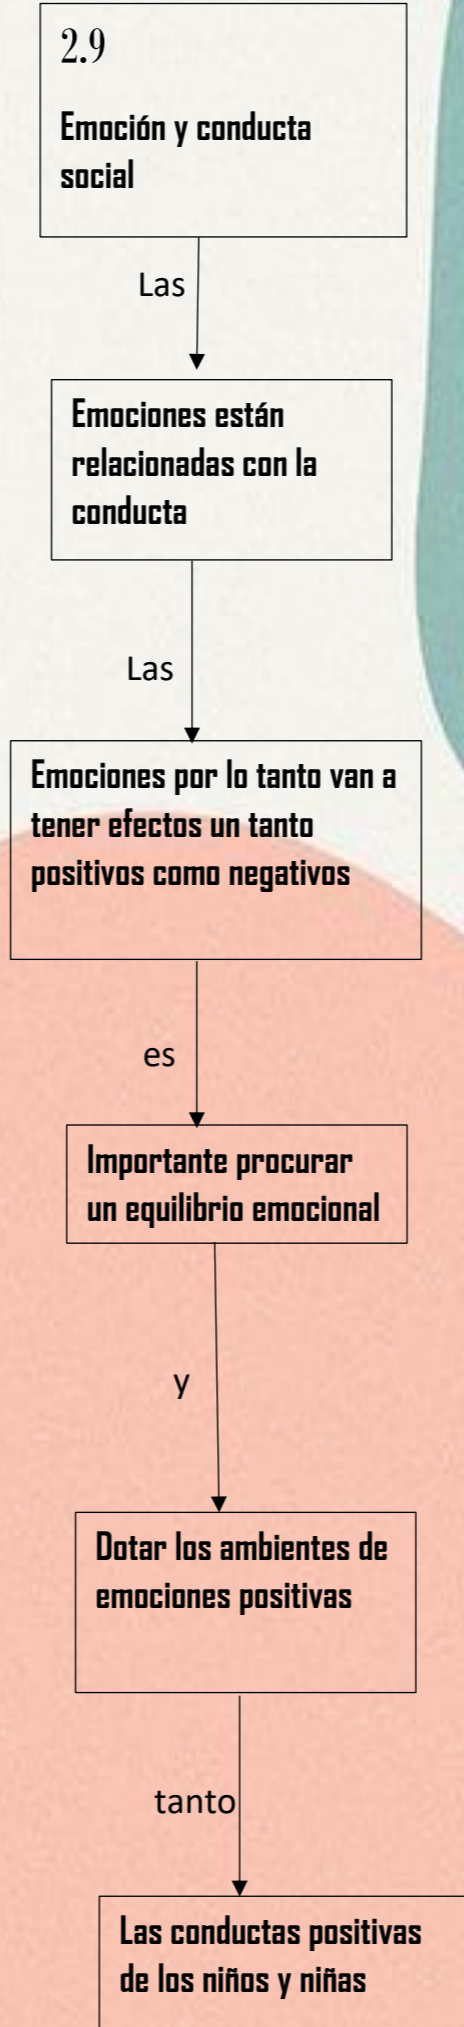 2.9
Emoción y conducta
social
Las
Emociones están
relacionadas con la
conducta
Las
Emociones por lo tanto van a
tener efectos un tanto
positivos como negativos
es
Importante procurar
un equilibrio emocional
y
Dotar los ambientes de
emociones positivas
tanto
Las conductas positivas
de los niños y niñas